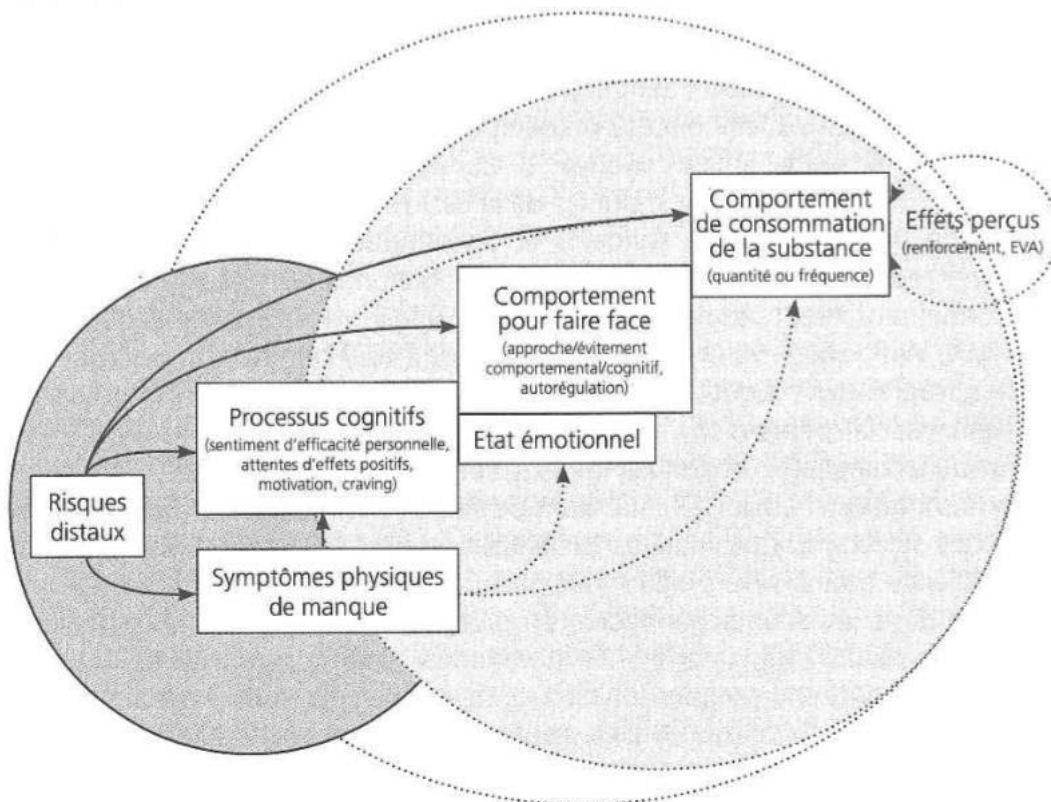 Comportement
de consommation
de la substance
(quantité ou fréquence)
Effets perçus
(renforcement, EVA)
Comportement
pour faire face
(approche/évitement
comportemental/cognitif,
autorégulation)
Processus cognitifs
(sentiment d'efficacité personnelle,
attentes d'effets positifs,
motivation, craving)
Etat émotionnel
Risques
distaux
Symptômes physiques
de manque